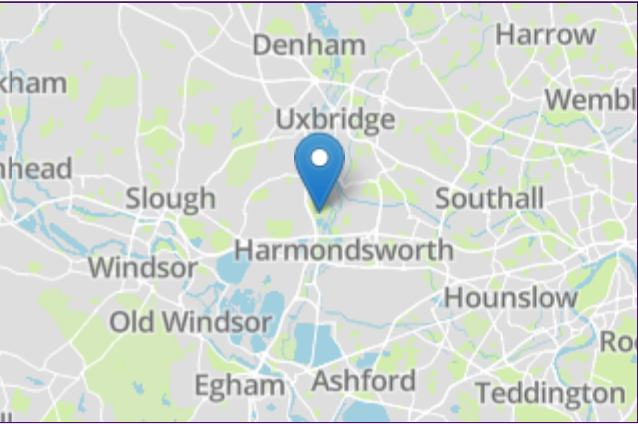 Denham
Harrow
kham
Wembl
Uxbridge
nhead
Slough
Southall
Harmondsworth
Windsor
Hounslow
Old Windsor
Ro
Egham
Ashford
Teddington